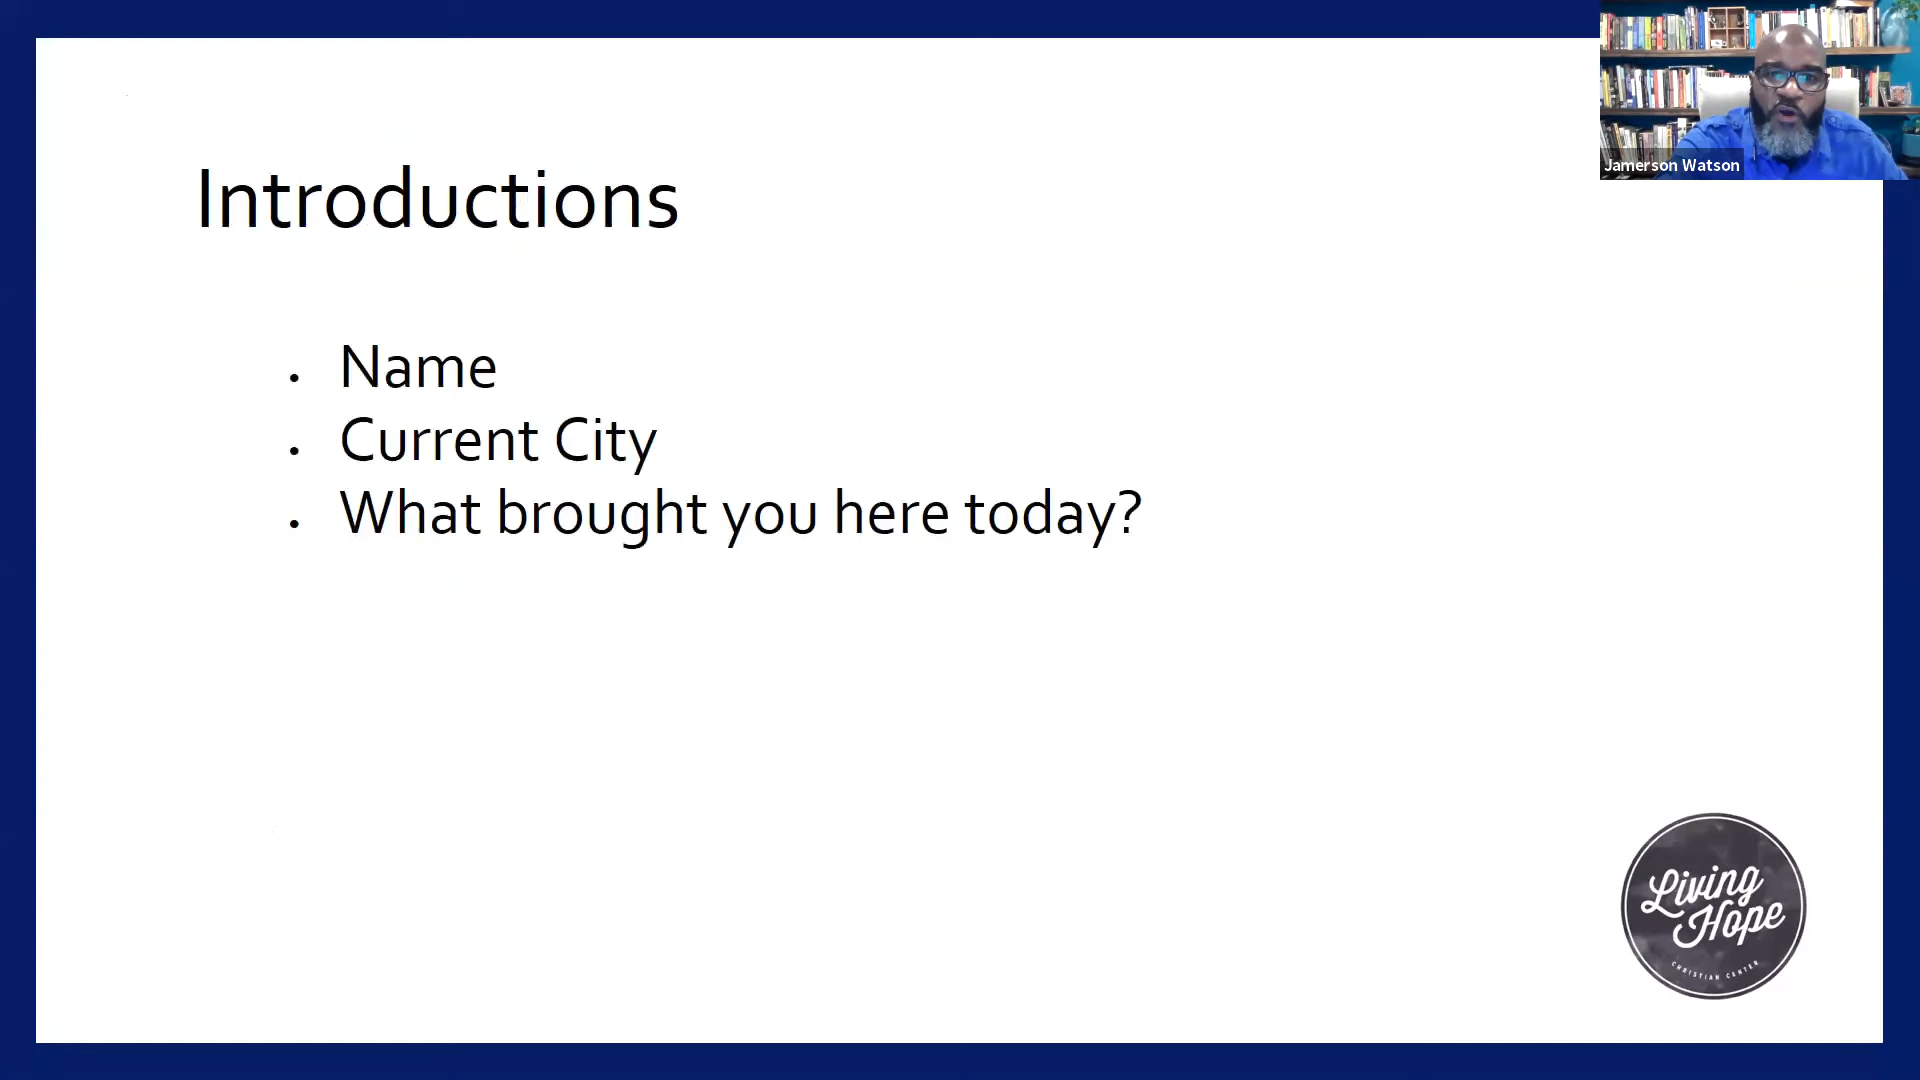 Jamerson Watson
Introductions
• Name
• Current City
• What brought you here today?
Living
Hope
CHRISTIAN CENTER